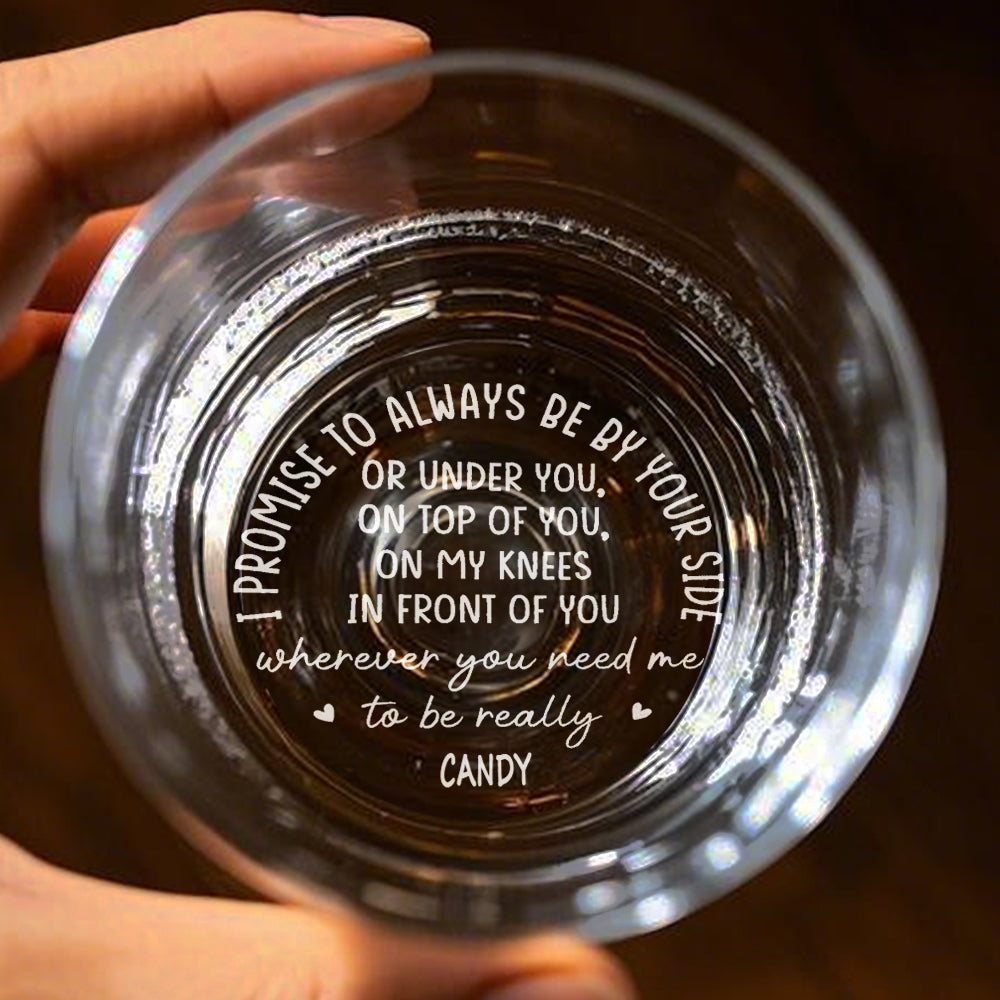 I PROMISE TO ALWAYS BE BY YOUR SIDE
OR UNDER YOU,
ON TOP OF YOU,
ON MY KNEES
IN FRONT OF YOU
wherever you need me
to be really
CANDY